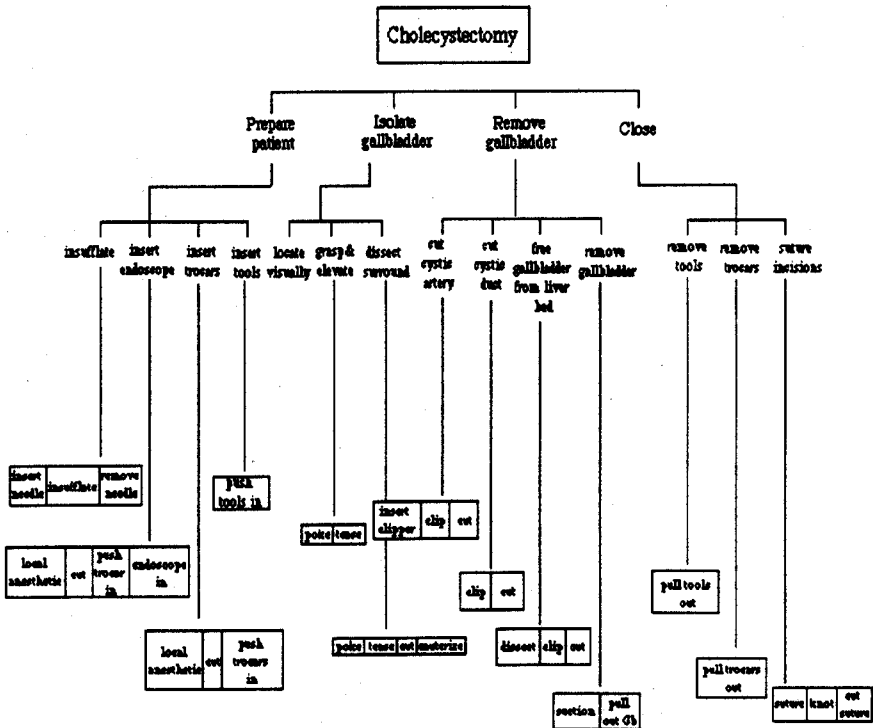 Cholecystectomy
Prepare
patient
Isolate
gallbladder
Remove
gallbladder
Close
insufflate
insert
endoscope
insert
trocars
insert
tools
locate
visually
grasp &
elevate
dissect
surround
cut
cystic
artery
cut
cystic
dust
free
gallbladder
from liver
bed
remove
gallbladder
remove
tools
remove
trocars
suture
incisions
insert
needle
insufflate
remove
needle
push
tools in
poke tense
insert
clipper
clip
cut
local
anesthetic
cut
push
trocar
in
endoscope
in
clip cut
pull tools
out
local
anesthetic
cut
push
trocars
in
poke tense cut cauterize
dissect clip cut
pull trocars
out
suction
pull
out Gb
suture
knot
cut
suture